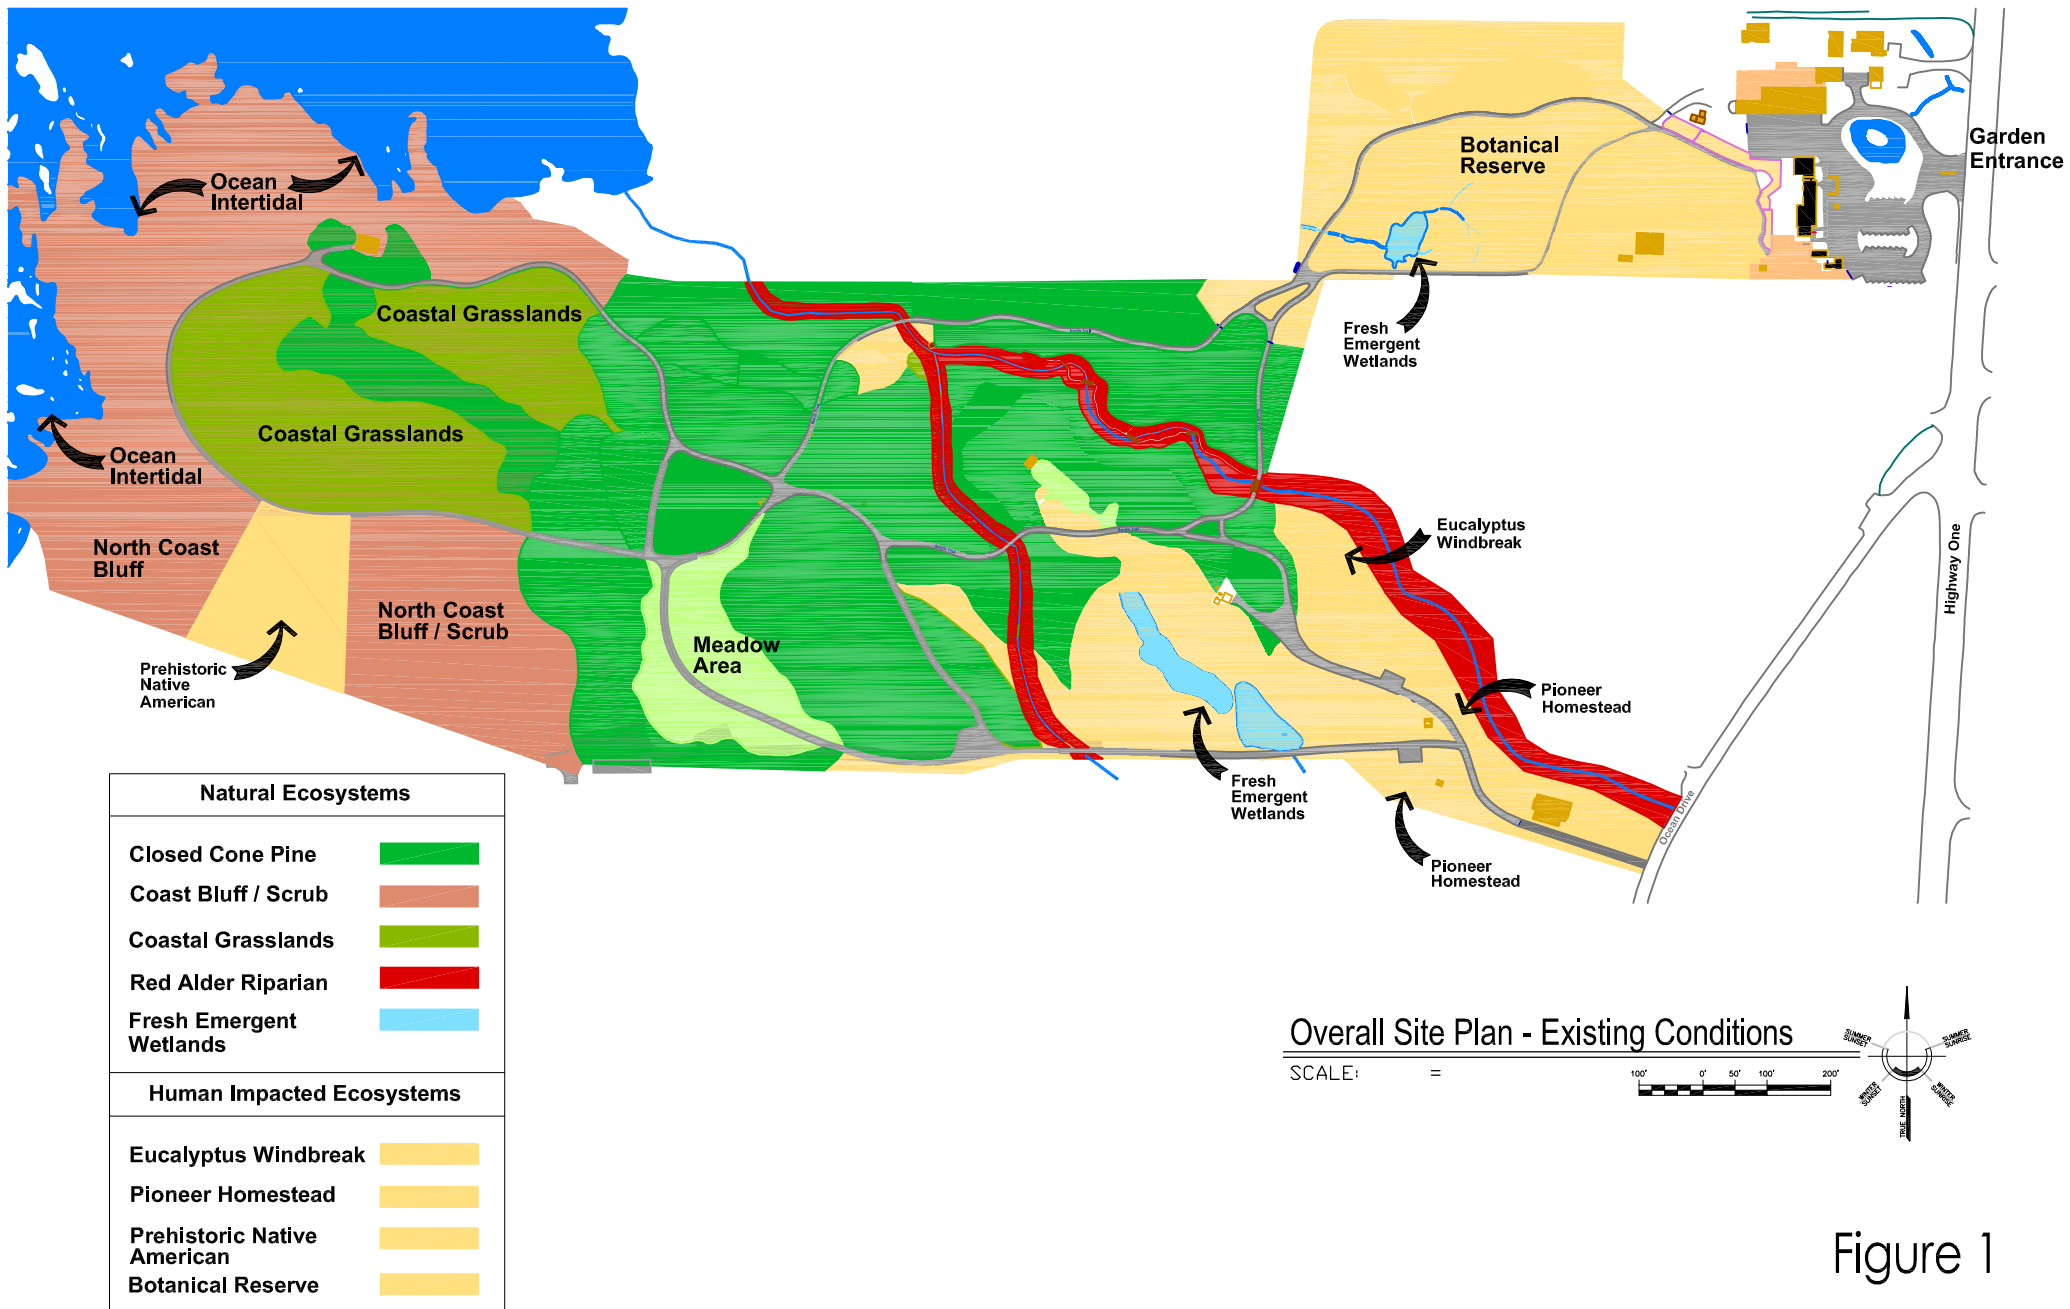 Garden
Entrance
Botanical
Reserve
Ocean
Intertidal
Coastal Grasslands
Fresh
Emergent
Wetlands
Coastal Grasslands
Ocean
Intertidal
Eucalyptus
Windbreak
North Coast
Bluff
Highway One
North Coast
Bluff / Scrub
Meadow
Area
Prehistoric
Native
American
Pioneer
Homestead
Fresh
Emergent
Wetlands
Ocean Drive
Pioneer
Homestead
Natural Ecosystems
Closed Cone Pine
Coast Bluff / Scrub
Coastal Grasslands
Red Alder Riparian
Fresh Emergent
Wetlands
Human Impacted Ecosystems
Eucalyptus Windbreak
Pioneer Homestead
Prehistoric Native
American
Botanical Reserve
Overall Site Plan - Existing Conditions
SCALE: =
100' 0' 50' 100' 200'
SUMMER
SUNSET
SUMMER
SUNRISE
WINTER
SUNSET
WINTER
SUNRISE
TRUE NORTH
Figure 1